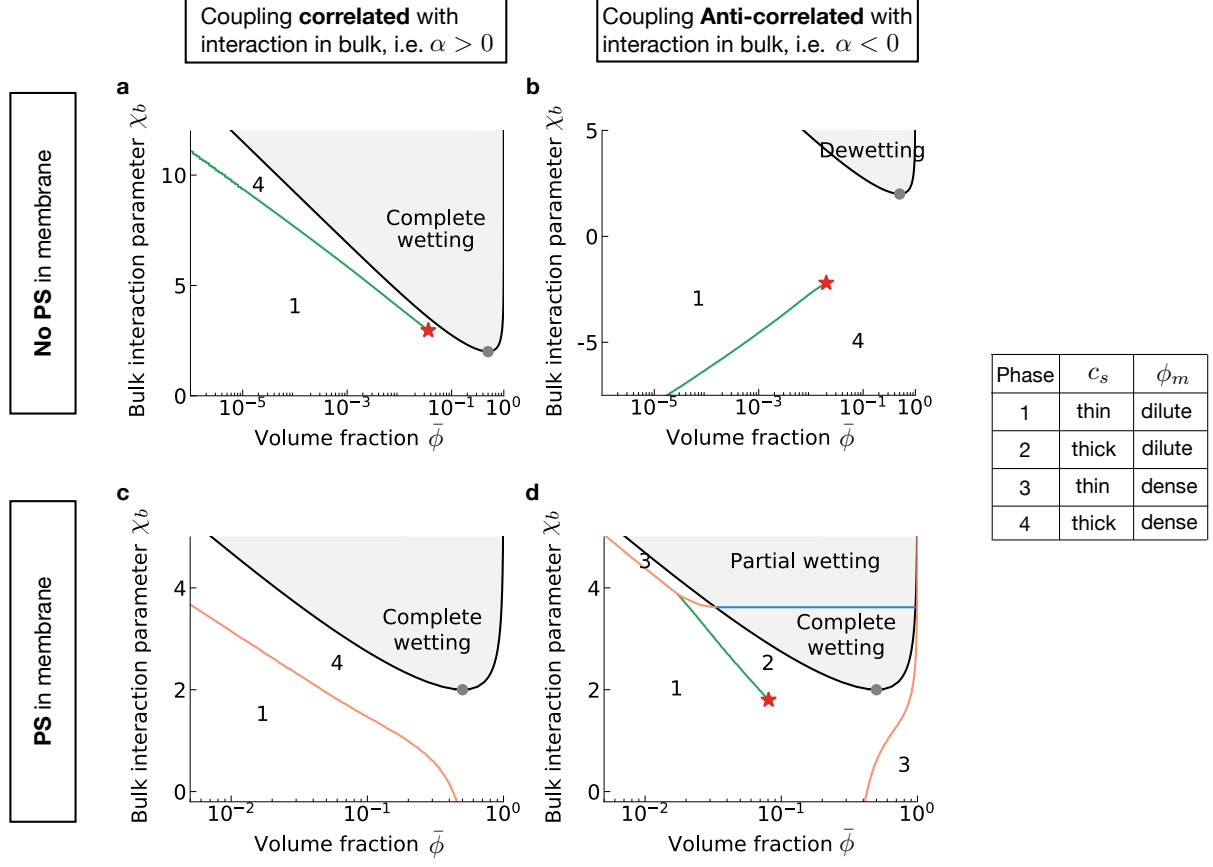 Coupling correlated with
interaction in bulk, i.e. α > 0
Coupling Anti-correlated with
interaction in bulk, i.e. α < 0
No PS in membrane
a
Bulk interaction parameter χb
10
5
0
4
1
Complete
wetting
10⁻⁵
10⁻³
10⁻¹
10⁰
Volume fraction ϕ̄
b
Bulk interaction parameter χb
5
0
-5
Dewetting
1
4
10⁻⁵
10⁻³
10⁻¹
10⁰
Volume fraction ϕ̄
Phase cs ϕm
1 thin dilute
2 thick dilute
3 thin dense
4 thick dense
PS in membrane
c
Bulk interaction parameter χb
4
2
0
Complete
wetting
4
1
10⁻²
10⁻¹
10⁰
Volume fraction ϕ̄
d
Bulk interaction parameter χb
4
2
0
3
Partial wetting
Complete
wetting
2
1
3
10⁻²
10⁻¹
10⁰
Volume fraction ϕ̄